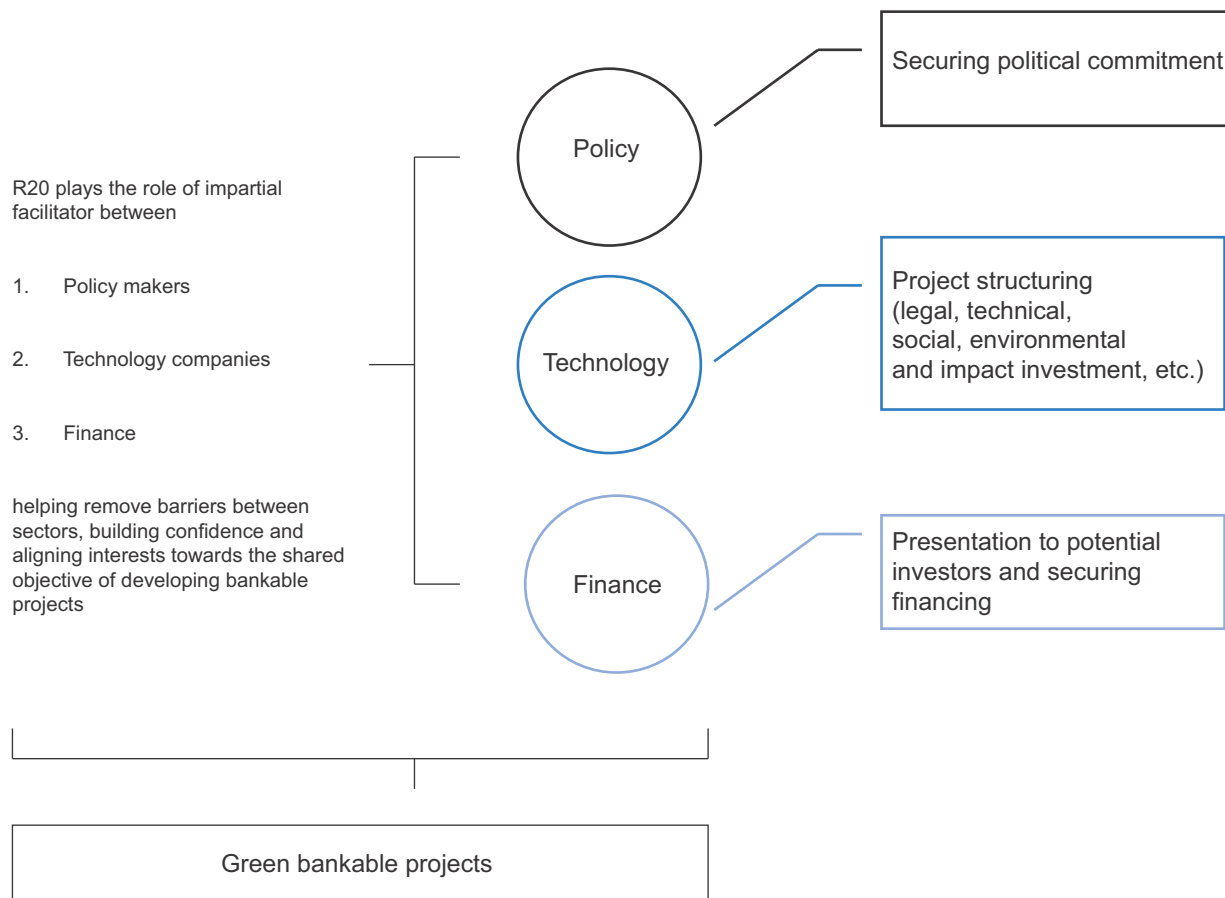 R20 plays the role of impartial
facilitator between
1. Policy makers
2. Technology companies
3. Finance
helping remove barriers between
sectors, building confidence and
aligning interests towards the shared
objective of developing bankable
projects
Policy
Technology
Finance
Securing political commitment
Project structuring
(legal, technical,
social, environmental
and impact investment, etc.)
Presentation to potential
investors and securing
financing
Green bankable projects